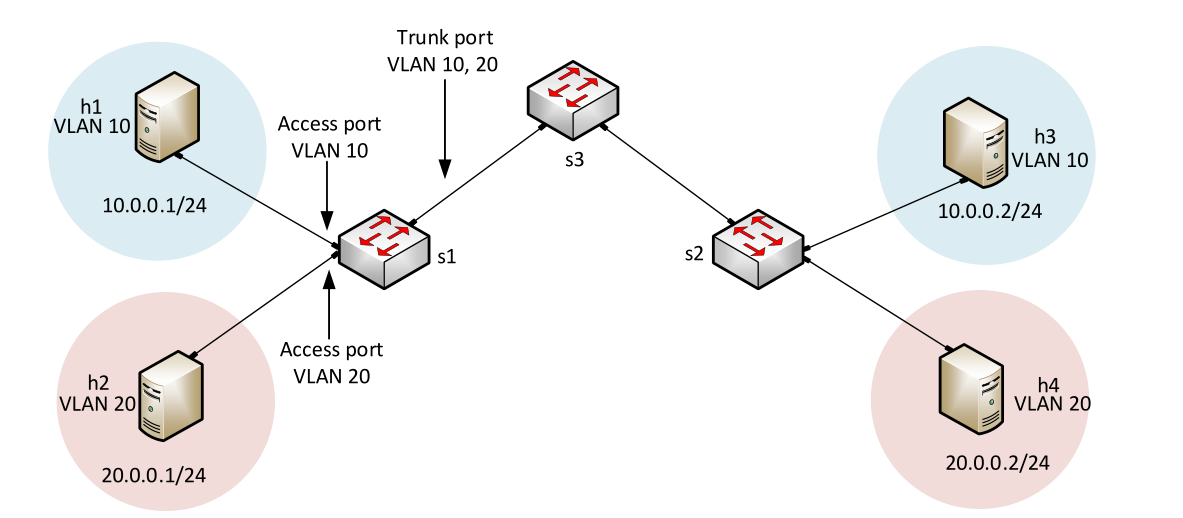 Trunk port
VLAN 10, 20
h1
VLAN 10
10.0.0.1/24
Access port
VLAN 10
s3
h3
VLAN 10
10.0.0.2/24
s1
s2
Access port
VLAN 20
h2
VLAN 20
20.0.0.1/24
h4
VLAN 20
20.0.0.2/24